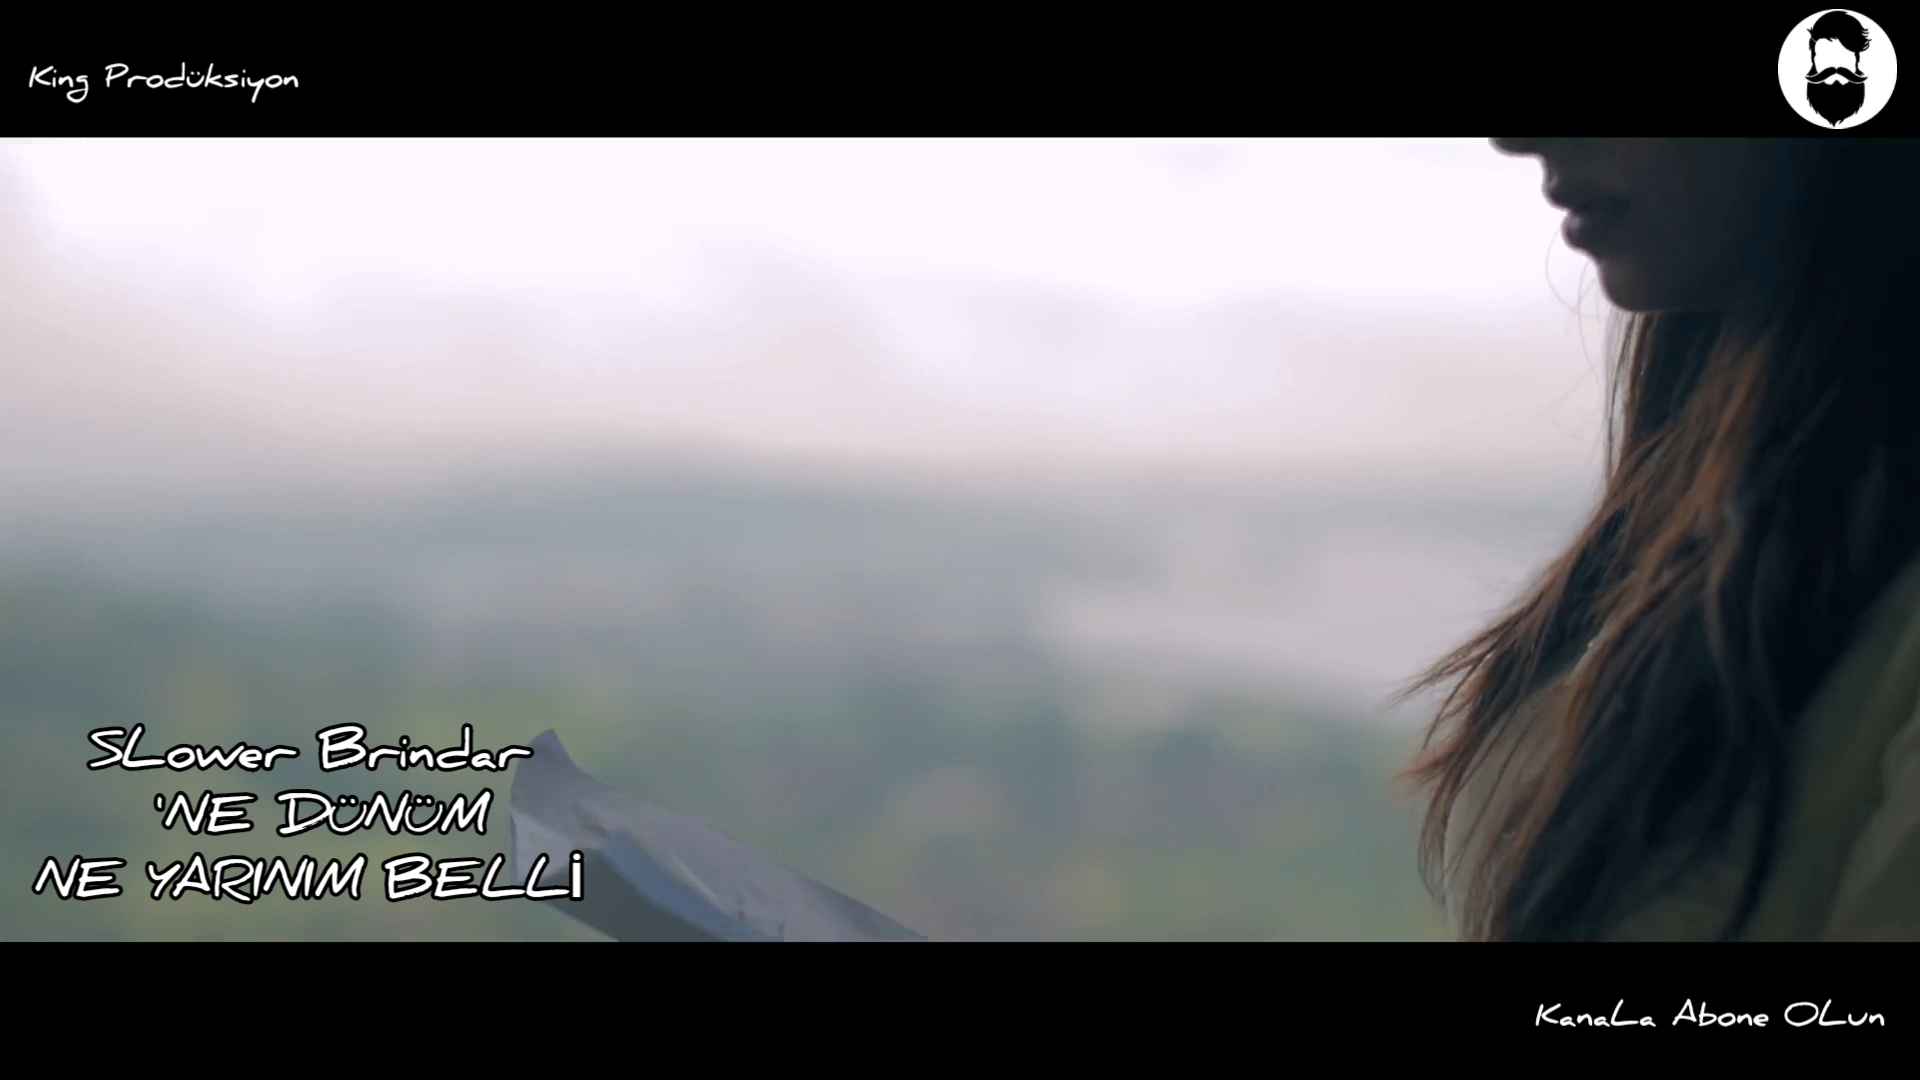 King Prodüksiyon
SLower Brindar
'NE DÜNÜM
NE YARINIM BELLİ
KanaLa Abone OLun